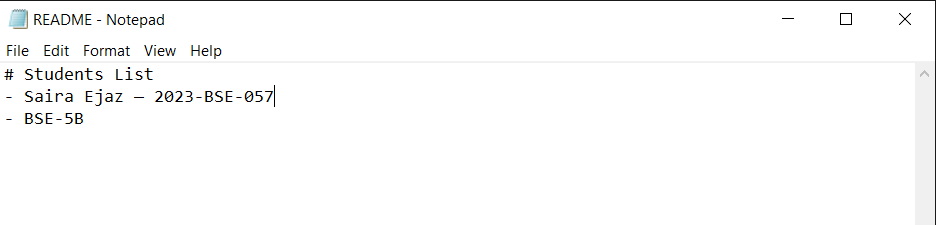 README - Notepad
File Edit Format View Help
# Students List
- Saira Ejaz – 2023-BSE-057
- BSE-5B